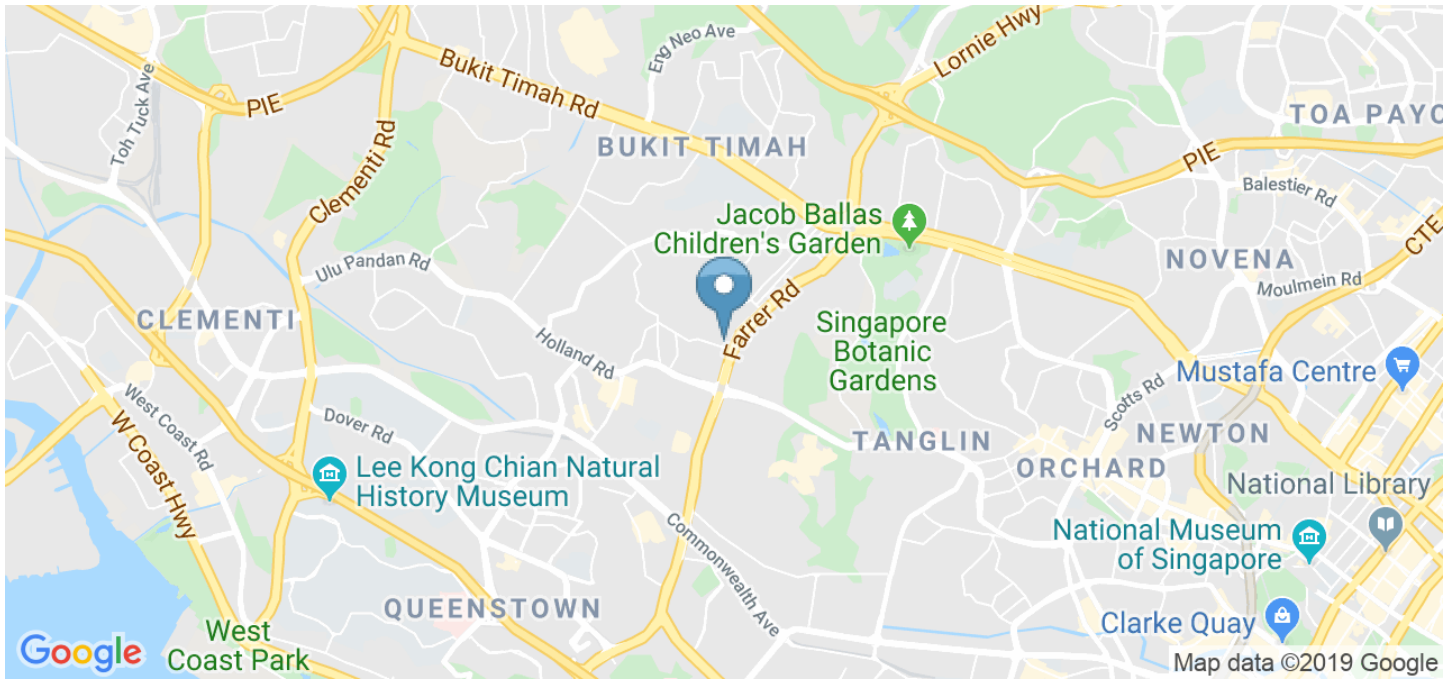 Eng Neo Ave
Lornie Hwy
Bukit Timah Rd
PIE
Toh Tuck Ave
TOA PAYO
Clementi Rd
BUKIT TIMAH
PIE
Balestier Rd
Jacob Ballas
Children's Garden
CTE
NOVENA
Ulu Pandan Rd
Moulmein Rd
CLEMENTI
Farrer Rd
Singapore
Botanic
Gardens
Holland Rd
Mustafa Centre
Scotts Rd
West Coast Rd
W Coast Hwy
Dover Rd
TANGLIN
NEWTON
ORCHARD
Lee Kong Chian Natural
History Museum
National Library
National Museum
of Singapore
Commonwealth Ave
QUEENSTOWN
Clarke Quay
West
Coast Park
Google
Map data ©2019 Google